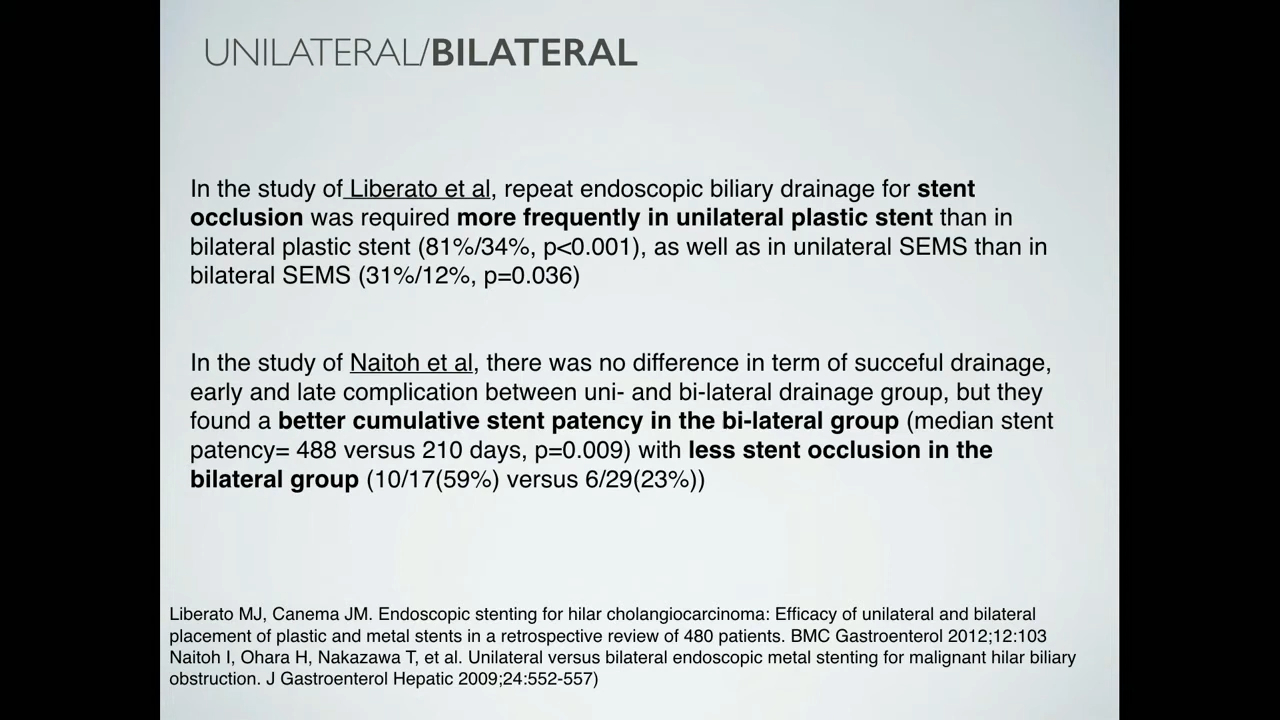 UNILATERAL/BILATERAL
In the study of Liberato et al, repeat endoscopic biliary drainage for stent
occlusion was required more frequently in unilateral plastic stent than in
bilateral plastic stent (81%/34%, p<0.001), as well as in unilateral SEMS than in
bilateral SEMS (31%/12%, p=0.036)
In the study of Naitoh et al, there was no difference in term of succeful drainage,
early and late complication between uni- and bi-lateral drainage group, but they
found a better cumulative stent patency in the bi-lateral group (median stent
patency= 488 versus 210 days, p=0.009) with less stent occlusion in the
bilateral group (10/17(59%) versus 6/29(23%))
Liberato MJ, Canema JM. Endoscopic stenting for hilar cholangiocarcinoma: Efficacy of unilateral and bilateral
placement of plastic and metal stents in a retrospective review of 480 patients. BMC Gastroenterol 2012;12:103
Naitoh I, Ohara H, Nakazawa T, et al. Unilateral versus bilateral endoscopic metal stenting for malignant hilar biliary
obstruction. J Gastroenterol Hepatic 2009;24:552-557)